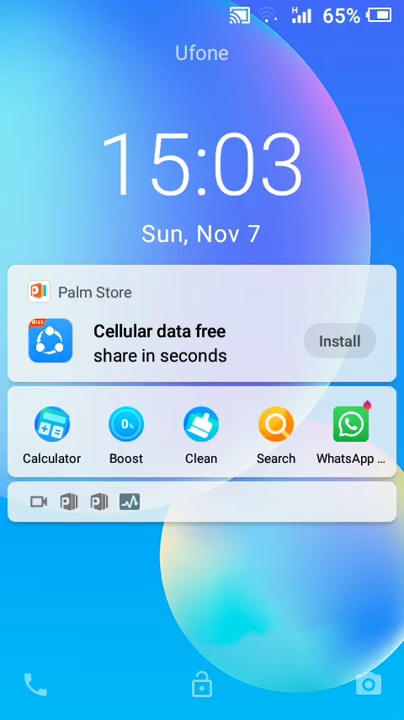 H 65%
Ufone
15:03
Sun, Nov 7
Palm Store
Cellular data free
share in seconds
Install
0%
Calculator
Boost
Clean
Search
WhatsApp ...